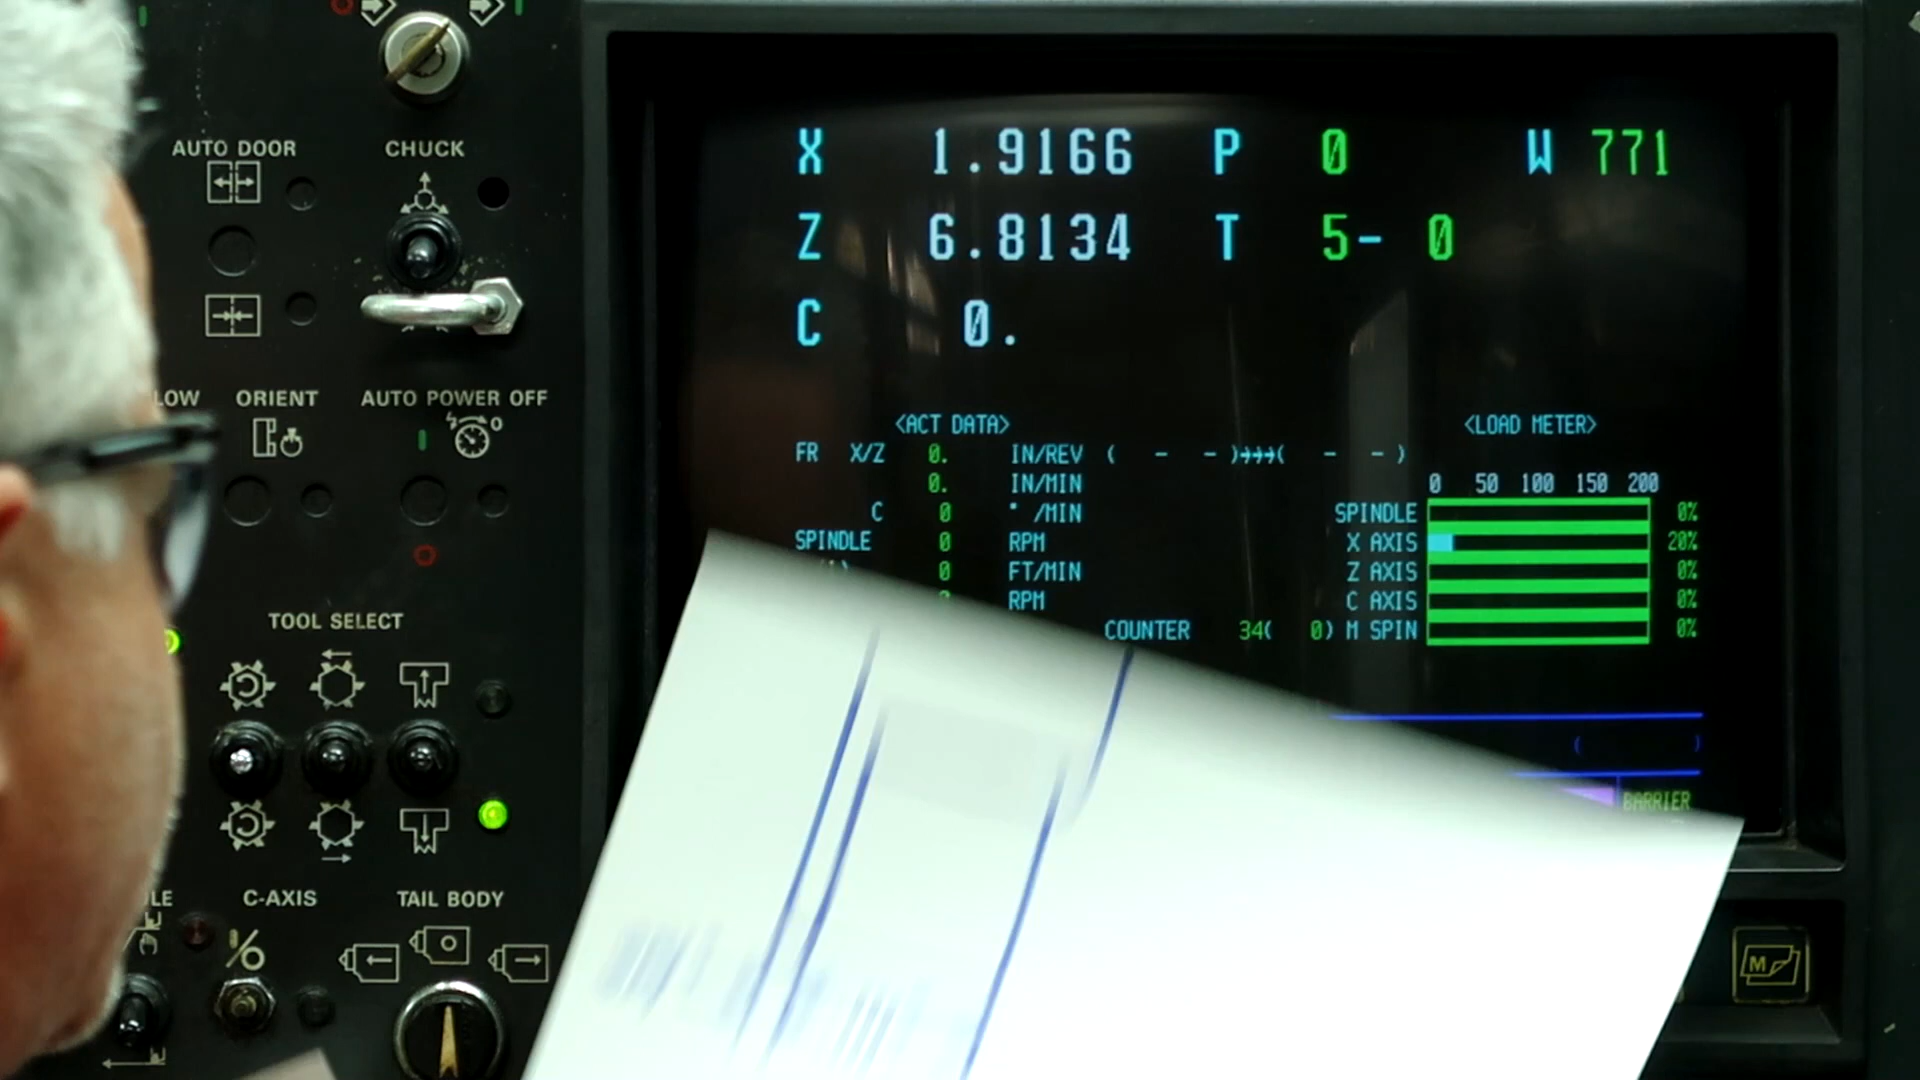 AUTO DOOR
CHUCK
LOW
ORIENT
AUTO POWER OFF
TOOL SELECT
C-AXIS
TAIL BODY
X 1.9166 P 0 W 771
Z 6.8134 T 5- 0
C 0.
<ACT DATA> <LOAD METER>
FR X/Z 0. IN/REV ( - - )→→→( - - )
0. IN/MIN
0 50 100 150 200
C 0 ° /MIN SPINDLE 0%
SPINDLE 0 RPM X AXIS 20%
0 FT/MIN Z AXIS 0%
RPM C AXIS 0%
COUNTER 34( 0) M SPIN 0%
( )
BARRIER
M